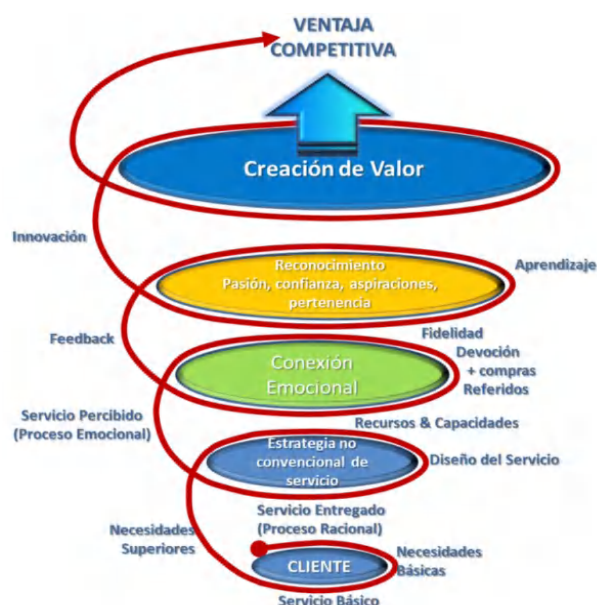 VENTAJA
COMPETITIVA
Creación de Valor
Innovación
Reconocimiento
Pasión, confianza, aspiraciones,
pertenencia
Aprendizaje
Feedback
Fidelidad
Devoción
+ compras
Referidos
Conexión
Emocional
Servicio Percibido
(Proceso Emocional)
Recursos & Capacidades
Estrategia no
convencional de
servicio
Diseño del Servicio
Servicio Entregado
(Proceso Racional)
Necesidades
Superiores
CLIENTE
Necesidades
Básicas
Servicio Básico